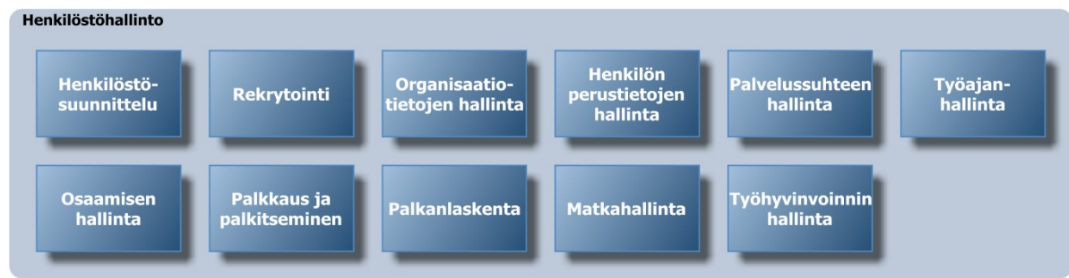 Henkilöstöhallinto
Henkilöstö-
suunnittelu
Rekrytointi
Organisaatio-
tietojen hallinta
Henkilön
perustietojen
hallinta
Palvelussuhteen
hallinta
Työajan-
hallinta
Osaamisen
hallinta
Palkkaus ja
palkitseminen
Palkanlaskenta
Matkahallinta
Työhyvinvoinnin
hallinta